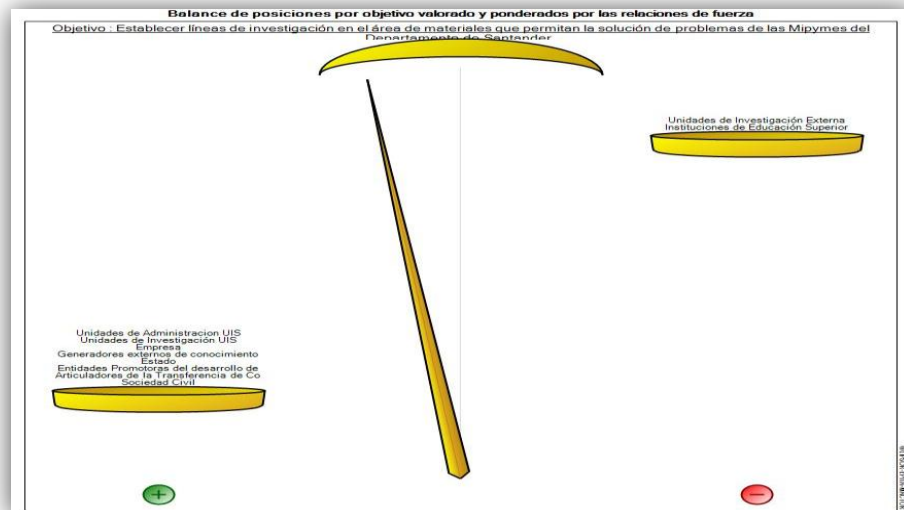 Balance de posiciones por objetivo valorado y ponderados por las relaciones de fuerza
Objetivo : Establecer líneas de investigación en el área de materiales que permitan la solución de problemas de las Mipymes del
Departamento de Santander
Unidades de Investigación Externa
Instituciones de Educación Superior
Unidades de Administracion UIS
Unidades de Investigación UIS
Empresa
Generadores externos de conocimiento
Estado
Entidades Promotoras del desarrollo de
Articuladores de la Transferencia de Co
Sociedad Civil